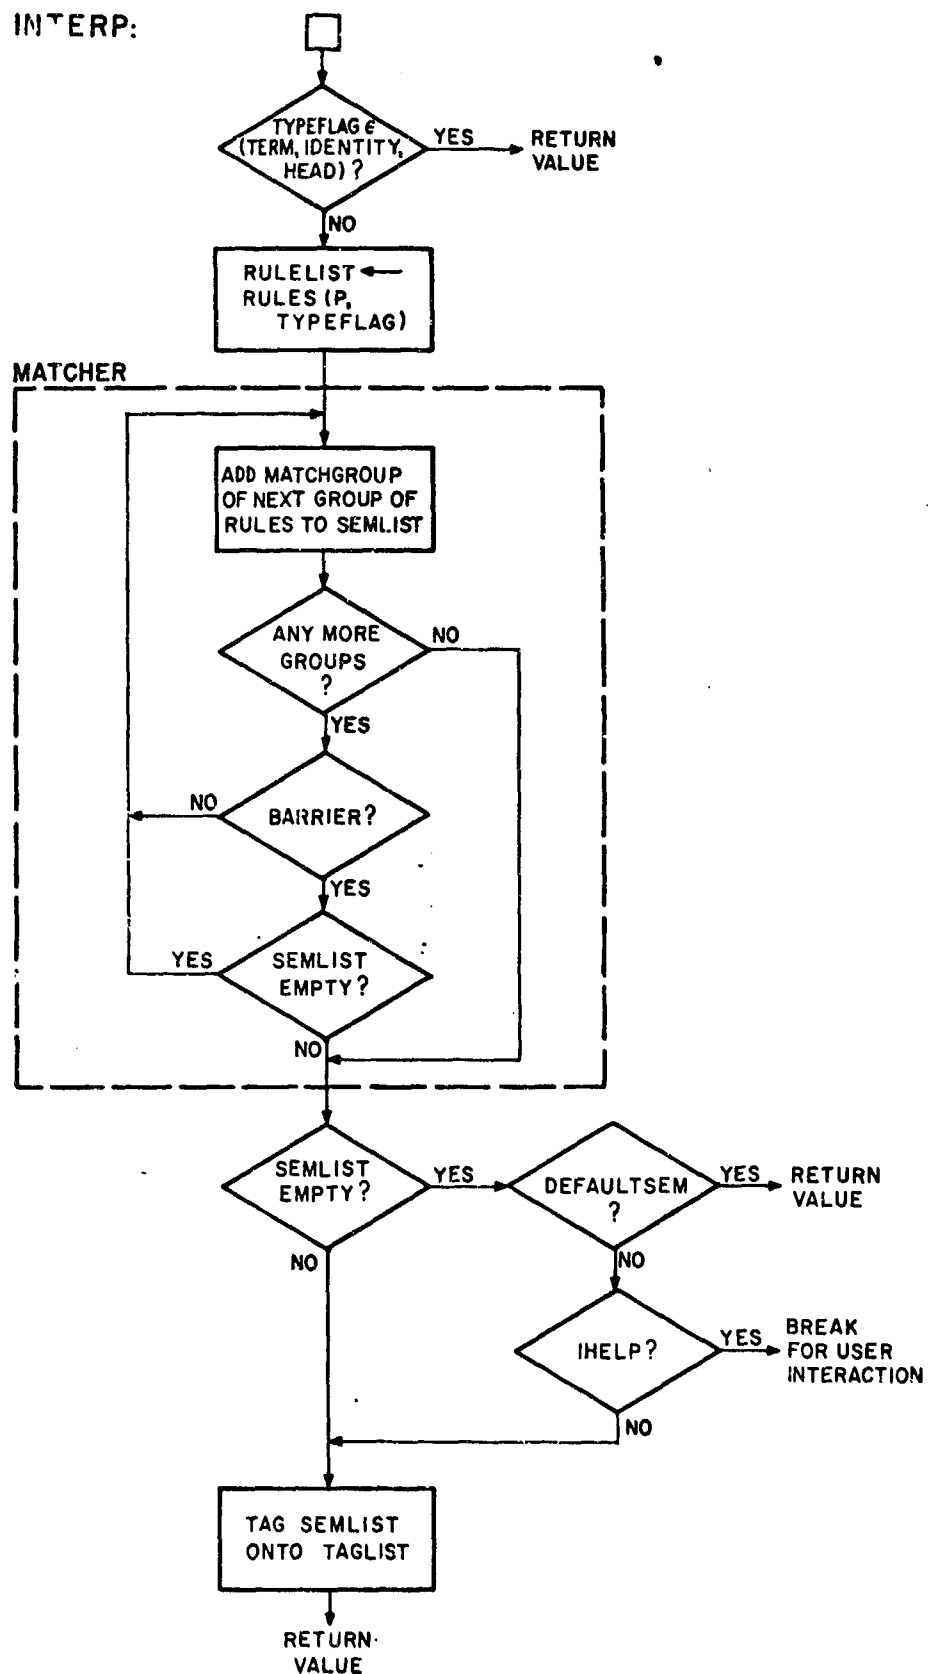 INTERP:
TYPEFLAG ϵ
(TERM, IDENTITY,
HEAD) ?
YES
RETURN
VALUE
NO
RULELIST ←
RULES (P,
TYPEFLAG)
MATCHER
ADD MATCHGROUP
OF NEXT GROUP OF
RULES TO SEMLIST
ANY MORE
GROUPS
?
NO
YES
BARRIER?
NO
YES
SEMLIST
EMPTY?
YES
NO
SEMLIST
EMPTY?
YES
DEFAULTSEM
?
YES
RETURN
VALUE
NO
NO
IHELP?
YES
BREAK
FOR USER
INTERACTION
NO
TAG SEMLIST
ONTO TAGLIST
RETURN
VALUE